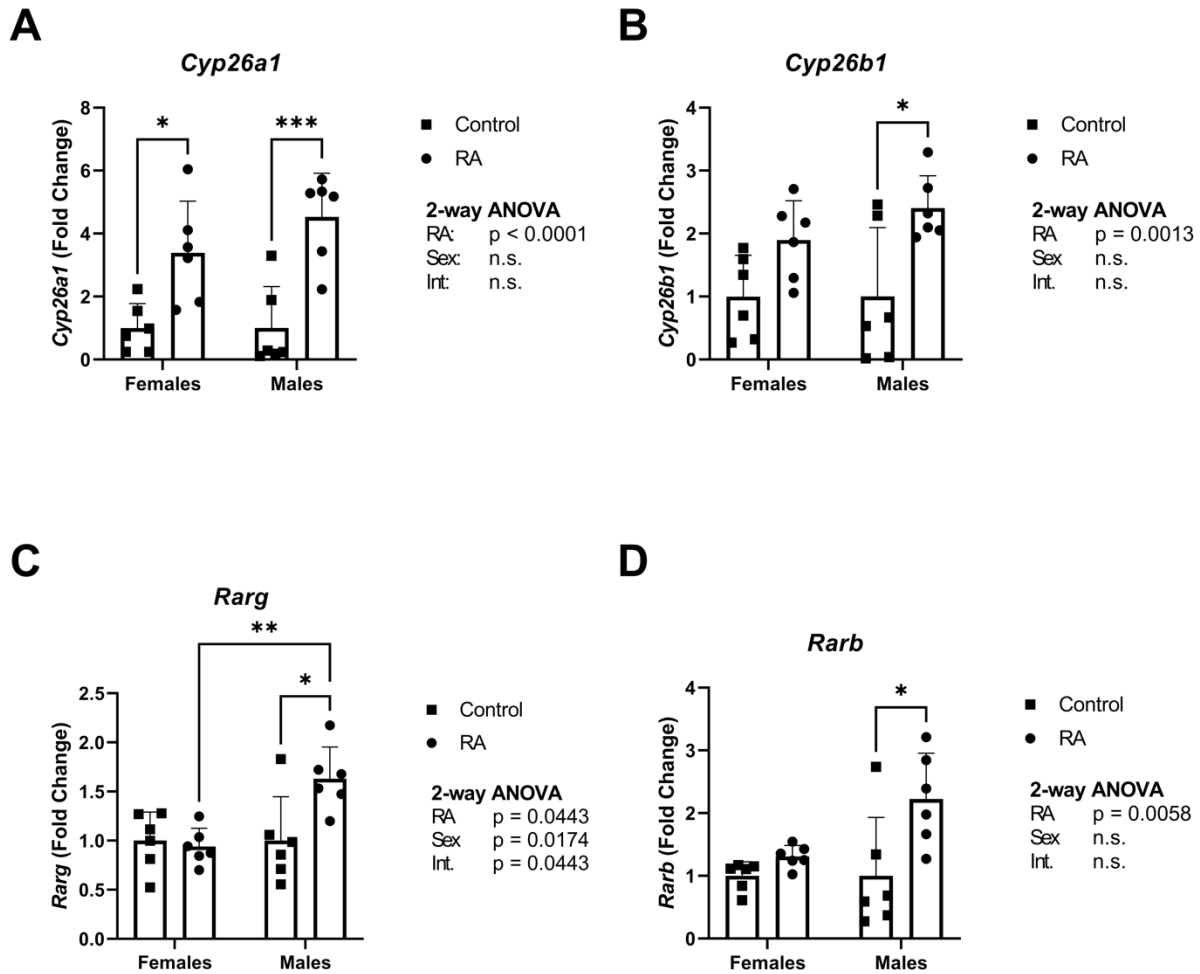 A
Cyp26a1
Cyp26a1 (Fold Change)
8
6
4
2
0
*
***
Females
Males
Control
RA
2-way ANOVA
RA: p < 0.0001
Sex: n.s.
Int: n.s.
B
Cyp26b1
Cyp26b1 (Fold Change)
4
3
2
1
0
*
Females
Males
Control
RA
2-way ANOVA
RA p = 0.0013
Sex n.s.
Int. n.s.
C
Rarg
Rarg (Fold Change)
2.5
2.0
1.5
1.0
0.5
0.0
**
*
Females
Males
Control
RA
2-way ANOVA
RA p = 0.0443
Sex p = 0.0174
Int. p = 0.0443
D
Rarb
Rarb (Fold Change)
4
3
2
1
0
*
Females
Males
Control
RA
2-way ANOVA
RA p = 0.0058
Sex n.s.
Int. n.s.